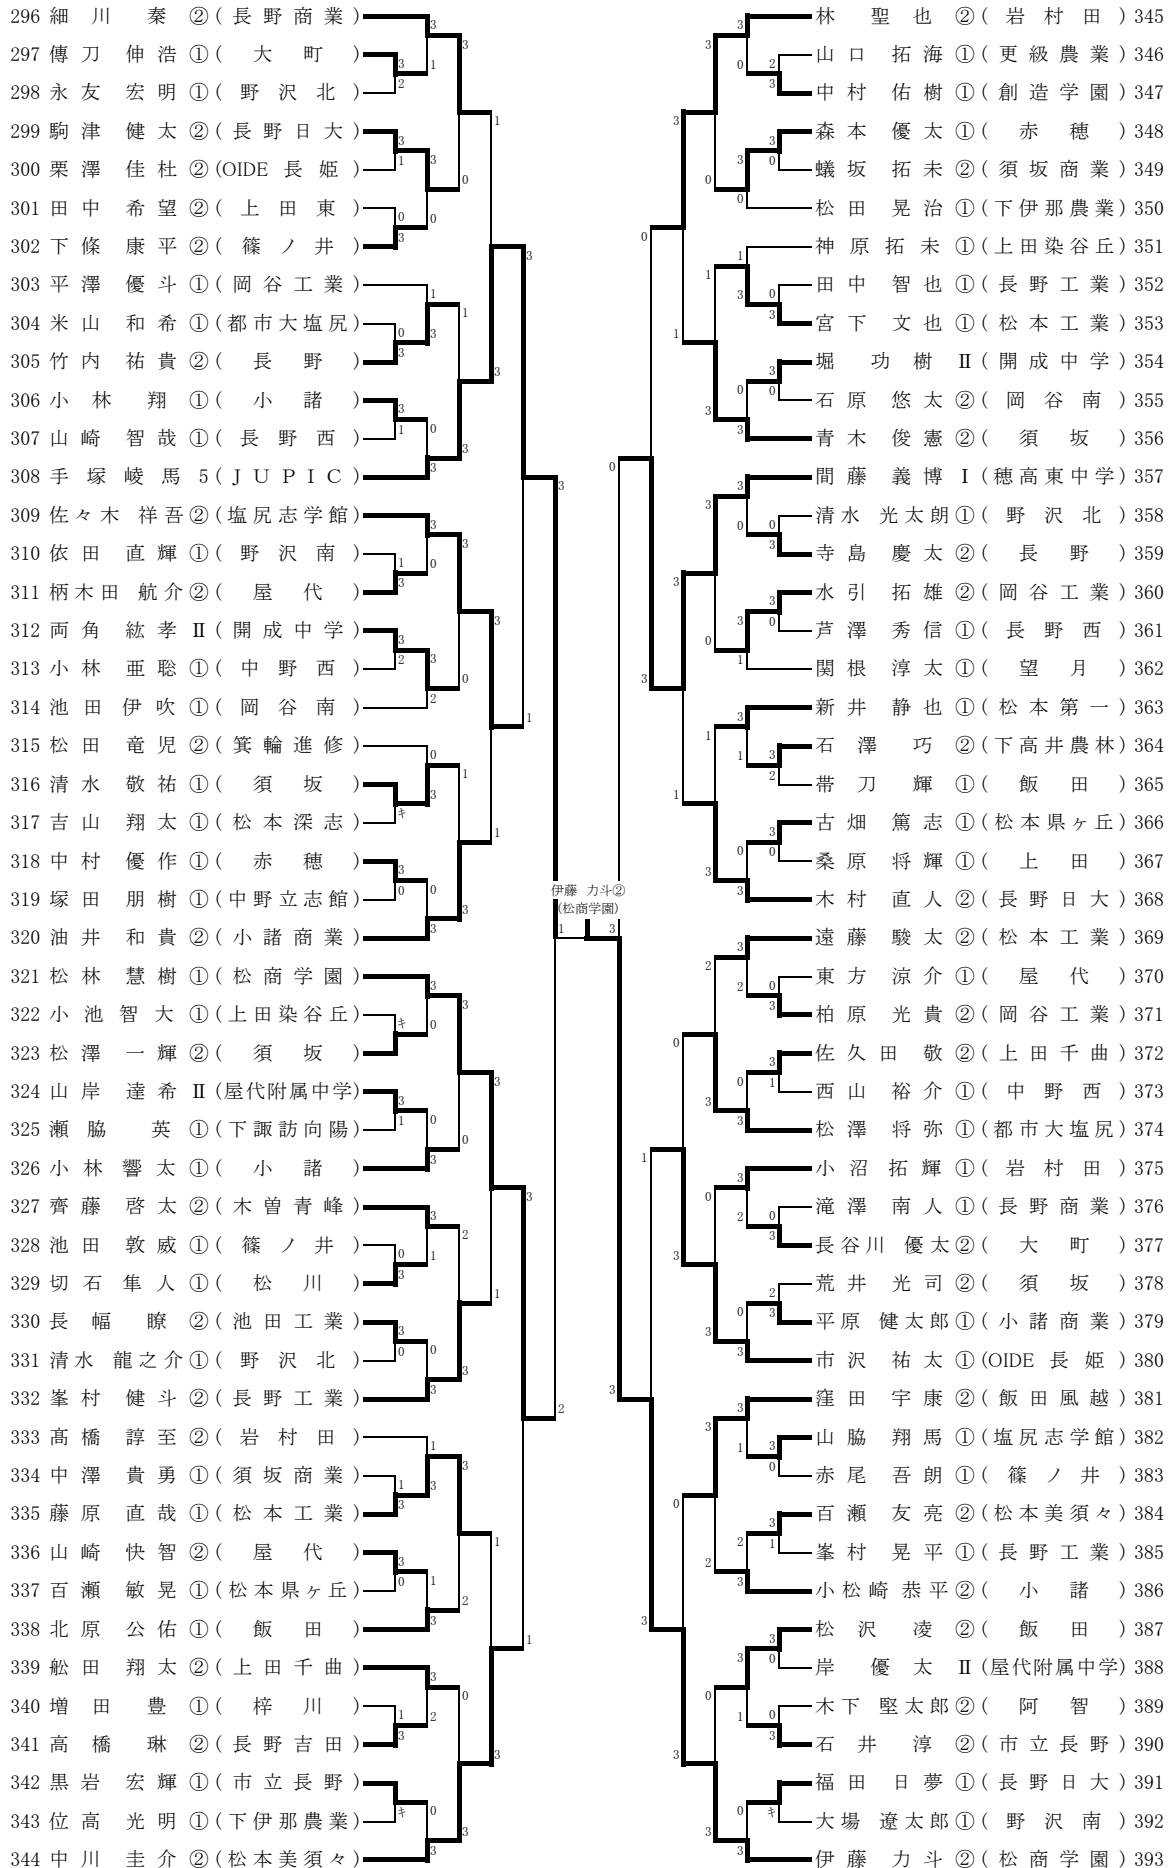 296 細川 秦 ②(長野商業)
297 傳刀 伸浩 ①(大町)
298 永友 宏明 ①(野沢北)
299 駒津 健太 ②(長野日大)
300 栗澤 佳杜 ②(OIDE 長姫)
301 田中 希望 ②(上田東)
302 下條 康平 ②(篠ノ井)
303 平澤 優斗 ①(岡谷工業)
304 米山 和希 ①(都市大塩尻)
305 竹内 祐貴 ②(長野)
306 小林 翔 ①(小諸)
307 山崎 智哉 ①(長野西)
308 手塚 崚馬 5(JUPIC)
309 佐々木 祥吾 ②(塩尻志学館)
310 依田 直輝 ①(野沢南)
311 柄木田 航介 ②(屋代)
312 両角 紘孝 Ⅱ(開成中学)
313 小林 亜聡 ①(中野西)
314 池田 伊吹 ①(岡谷南)
315 松田 竜児 ②(箕輪進修)
316 清水 敬祐 ①(須坂)
317 吉山 翔太 ①(松本深志)
318 中村 優作 ①(赤穂)
319 塚田 朋樹 ①(中野立志館)
320 油井 和貴 ②(小諸商業)
321 松林 慧樹 ①(松商学園)
322 小池 智大 ①(上田染谷丘)
323 松澤 一輝 ②(須坂)
324 山岸 達希 Ⅱ(屋代附属中学)
325 瀬脇 英 ①(下諏訪向陽)
326 小林 響太 ①(小諸)
327 齊藤 啓太 ②(木曽青峰)
328 池田 敦威 ①(篠ノ井)
329 切石 隼人 ①(松川)
330 長幅 瞭 ②(池田工業)
331 清水 龍之介 ①(野沢北)
332 峯村 健斗 ②(長野工業)
333 髙橋 諄至 ②(岩村田)
334 中澤 貴勇 ①(須坂商業)
335 藤原 直哉 ①(松本工業)
336 山崎 快智 ②(屋代)
337 百瀬 敏晃 ①(松本県ヶ丘)
338 北原 公佑 ①(飯田)
339 舩田 翔太 ②(上田千曲)
340 増田 豊 ①(梓川)
341 高橋 琳 ②(長野吉田)
342 黒岩 宏輝 ①(市立長野)
343 位高 光明 ①(下伊那農業)
344 中川 圭介 ②(松本美須々)
伊藤 力斗②
(松商学園)
1 3
林 聖也 ②(岩村田) 345
山口 拓海 ①(更級農業) 346
中村 佑樹 ①(創造学園) 347
森本 優太 ①(赤穂) 348
蟻坂 拓未 ②(須坂商業) 349
松田 晃治 ①(下伊那農業) 350
神原 拓未 ①(上田染谷丘) 351
田中 智也 ①(長野工業) 352
宮下 文也 ①(松本工業) 353
堀 功樹 Ⅱ(開成中学) 354
石原 悠太 ②(岡谷南) 355
青木 俊憲 ②(須坂) 356
間藤 義博 Ⅰ(穂高東中学) 357
清水 光太朗 ①(野沢北) 358
寺島 慶太 ②(長野) 359
水引 拓雄 ②(岡谷工業) 360
芦澤 秀信 ①(長野西) 361
関根 淳太 ①(望月) 362
新井 静也 ①(松本第一) 363
石澤 巧 ②(下高井農林) 364
帯刀 輝 ①(飯田) 365
古畑 篤志 ①(松本県ヶ丘) 366
桑原 将輝 ①(上田) 367
木村 直人 ②(長野日大) 368
遠藤 駿太 ②(松本工業) 369
東方 涼介 ①(屋代) 370
柏原 光貴 ②(岡谷工業) 371
佐久田 敬 ②(上田千曲) 372
西山 裕介 ①(中野西) 373
松澤 将弥 ①(都市大塩尻) 374
小沼 拓輝 ①(岩村田) 375
滝澤 南人 ①(長野商業) 376
長谷川 優太 ②(大町) 377
荒井 光司 ②(須坂) 378
平原 健太郎 ①(小諸商業) 379
市沢 祐太 ①(OIDE 長姫) 380
窪田 宇康 ②(飯田風越) 381
山脇 翔馬 ①(塩尻志学館) 382
赤尾 吾朗 ①(篠ノ井) 383
百瀬 友亮 ②(松本美須々) 384
峯村 晃平 ①(長野工業) 385
小松崎 恭平 ②(小諸) 386
松沢 凌 ②(飯田) 387
岸 優太 Ⅱ(屋代附属中学) 388
木下 堅太郎 ②(阿智) 389
石井 淳 ②(市立長野) 390
福田 日夢 ①(長野日大) 391
大場 遼太郎 ①(野沢南) 392
伊藤 力斗 ②(松商学園) 393